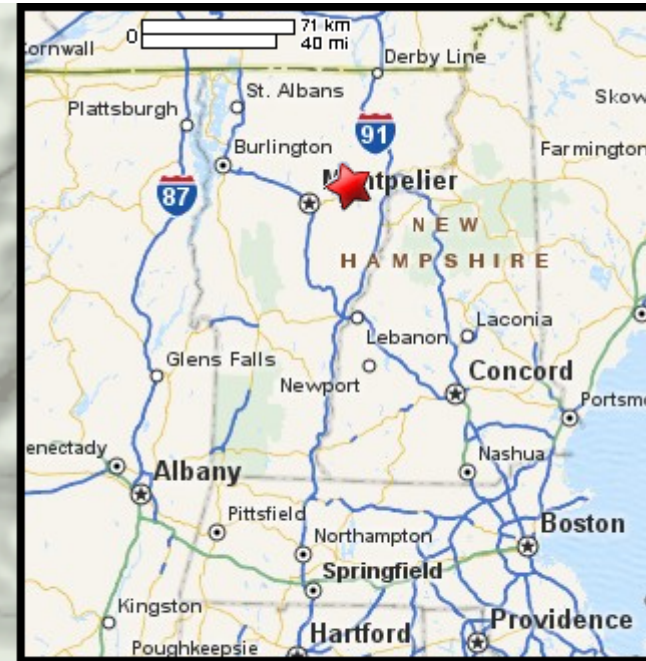 0
71 km
40 mi
Cornwall
Derby Line
St. Albans
Plattsburgh
Skow
91
Burlington
Farmington
87
NEW
HAMPSHIRE
Laconia
Lebanon
Glens Falls
Newport
Concord
Portsm
enectady
Nashua
Albany
Pittsfield
Boston
Northampton
Springfield
Kingston
Providence
Hartford
Poughkeepsie